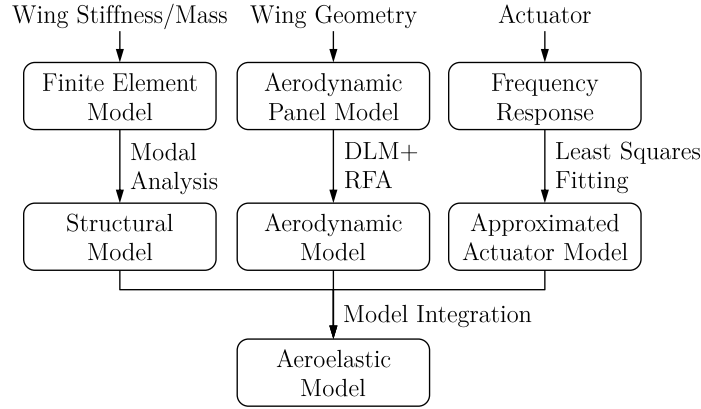 Wing Stiffness/Mass
Wing Geometry
Actuator
Finite Element
Model
Aerodynamic
Panel Model
Frequency
Response
Modal
Analysis
DLM+
RFA
Least Squares
Fitting
Structural
Model
Aerodynamic
Model
Approximated
Actuator Model
Model Integration
Aeroelastic
Model